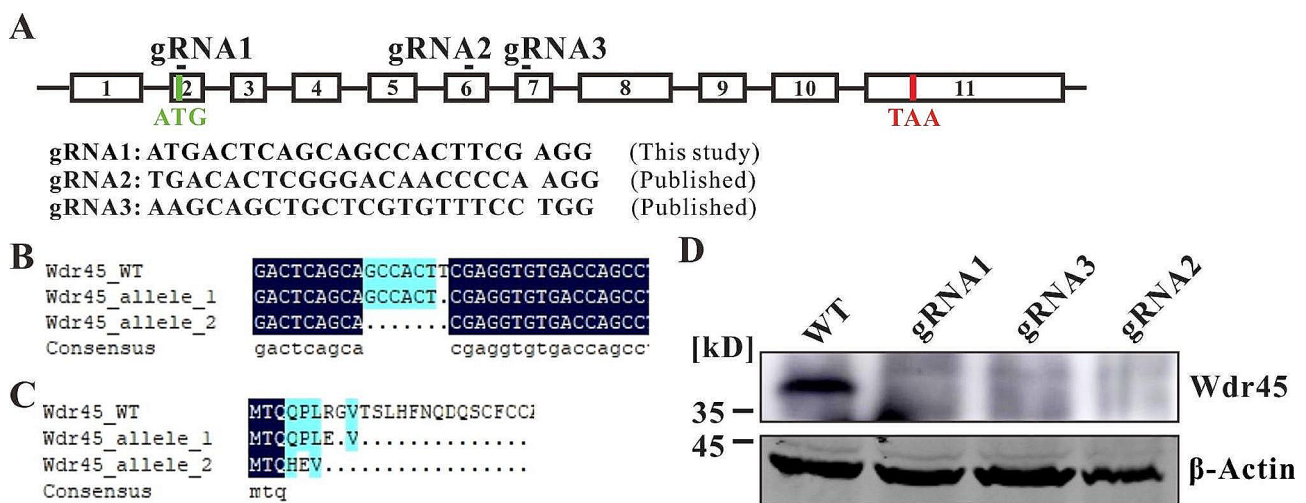 A
gRNA1 gRNA2 gRNA3
1 2 3 4 5 6 7 8 9 10 11
ATG TAA
gRNA1: ATGACTCAGCAGCCACTTCG AGG (This study)
gRNA2: TGACACTCGGGACAACCCCA AGG (Published)
gRNA3: AAGCAGCTGCTCGTGTTTCC TGG (Published)
B
Wdr45_WT GACTCAGCAGCCACTTCGAGGTGTGACCAGCC
Wdr45_allele_1 GACTCAGCAGCCACT.CGAGGTGTGACCAGCC
Wdr45_allele_2 GACTCAGCA.......CGAGGTGTGACCAGCC
Consensus gactcagca cgaggtgtgaccagcc
C
Wdr45_WT MTQQPLRGVTSLHFNQDQSCFCC
Wdr45_allele_1 MTQQPLE.V...............
Wdr45_allele_2 MTQHEV..................
Consensus mtq
D
WT gRNA1 gRNA3 gRNA2
[kD]
Wdr45
35
45
β-Actin